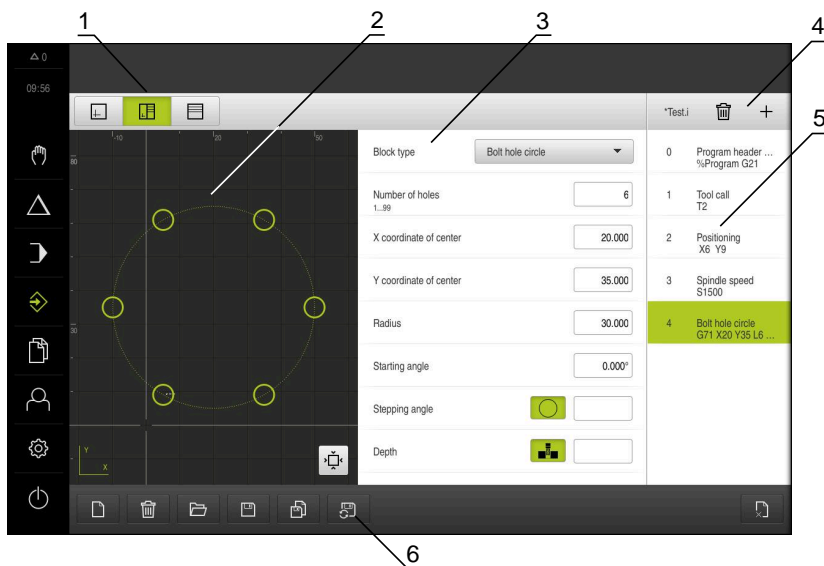 1
2
3
4
5
6
0
09:56
*Test.i
-10
20
50
80
30
Y
X
Block type
Bolt hole circle
Number of holes
1...99
6
X coordinate of center
20.000
Y coordinate of center
35.000
Radius
30.000
Starting angle
0.000°
Stepping angle
Depth
0 Program header ...
%Program G21
1 Tool call
T2
2 Positioning
X6 Y9
3 Spindle speed
S1500
4 Bolt hole circle
G71 X20 Y35 L6 ...